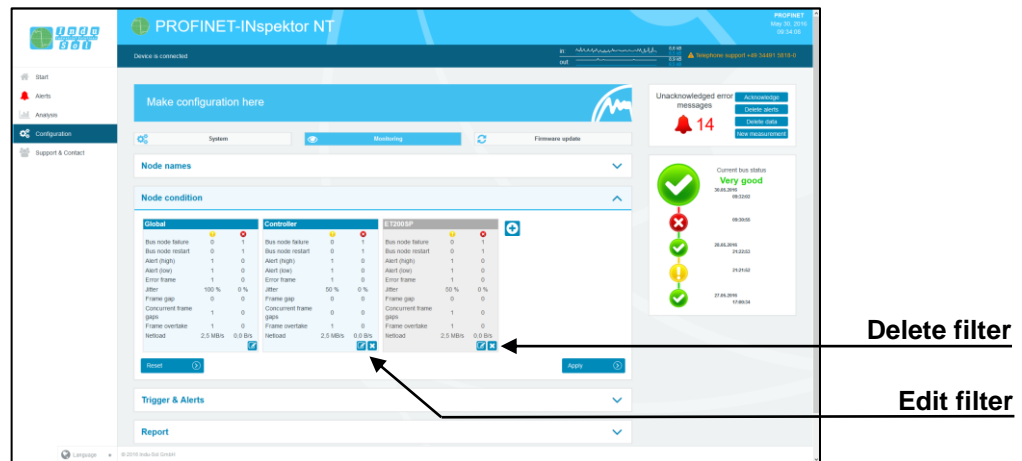 Indu
Sol
PROFINET-INspektor NT
PROFINET
May 30, 2016
09:34:05
Device is connected
in:
out:
0,0 kB
0,0 kB
Telephone support +49 34491 5818-0
Start
Alerts
Analysis
Configuration
Support & Contact
Make configuration here
System
Monitoring
Firmware update
Node names
Node condition
Global
Bus node failure 0 1
Bus node restart 0 1
Alert (high) 1 0
Alert (low) 1 0
Error frame 1 0
Jitter 100 % 0 %
Frame gap 0 0
Concurrent frame gaps 1 0
Frame overtake 1 0
Netload 2,5 MB/s 0,0 B/s
Controller
Bus node failure 0 1
Bus node restart 0 1
Alert (high) 1 0
Alert (low) 1 0
Error frame 1 0
Jitter 50 % 0 %
Frame gap 0 0
Concurrent frame gaps 0 0
Frame overtake 1 0
Netload 2,5 MB/s 0,0 B/s
ET200SP
Bus node failure 0 1
Bus node restart 0 1
Alert (high) 1 0
Alert (low) 1 0
Error frame 1 0
Jitter 50 % 0 %
Frame gap 0 0
Concurrent frame gaps 1 0
Frame overtake 1 0
Netload 2,5 MB/s 0,0 B/s
Reset
Apply
Trigger & Alerts
Report
Unacknowledged error messages
14
Acknowledge
Delete alerts
Delete data
New measurement
Current bus status
Very good
30.05.2016
09:33:02
09:30:00
28.05.2016
21:22:02
21:21:02
27.05.2016
17:00:34
Delete filter
Edit filter
Language
© 2016 Indu-Sol GmbH